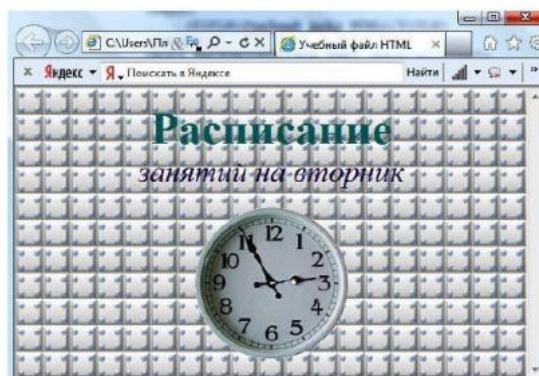 C:\Users\Пл
Учебный файл HTML
x Яндекс Я Поискать в Яндексе Найти
Расписание
занятий на вторник
11 12 1
10 2
9 3
8 4
7 6 5